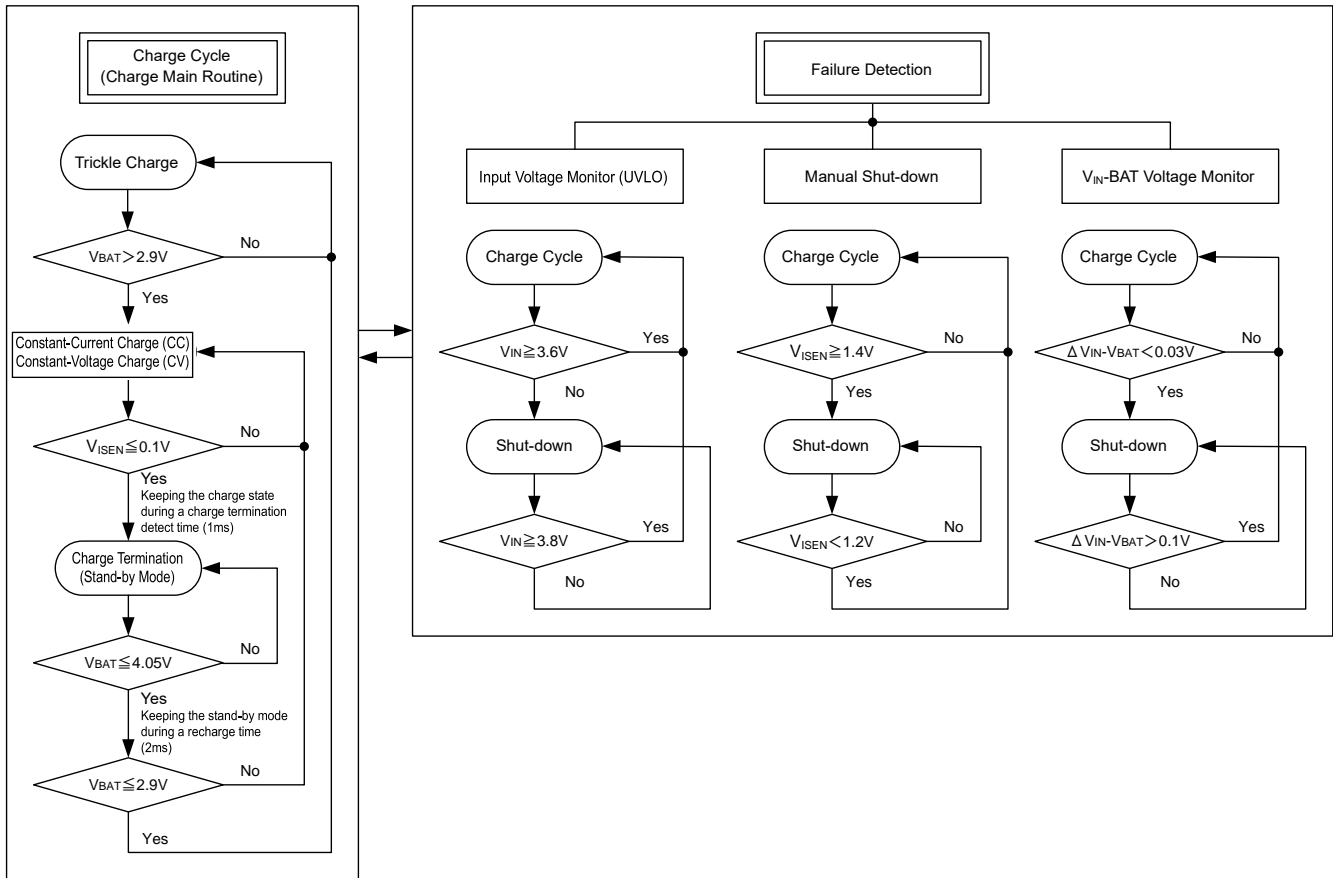 Charge Cycle
(Charge Main Routine)
Trickle Charge
VBAT＞2.9V
No
Yes
Constant-Current Charge (CC)
Constant-Voltage Charge (CV)
VISEN≦0.1V
No
Yes
Keeping the charge state
during a charge termination
detect time (1ms)
Charge Termination
(Stand-by Mode)
VBAT≦4.05V
No
Yes
Keeping the stand-by mode
during a recharge time
(2ms)
VBAT≦2.9V
No
Yes
Failure Detection
Input Voltage Monitor (UVLO)
Charge Cycle
VIN≧3.6V
Yes
No
Shut-down
VIN≧3.8V
Yes
No
Manual Shut-down
Charge Cycle
VISEN≧1.4V
No
Yes
Shut-down
VISEN＜1.2V
No
Yes
VIN-BAT Voltage Monitor
Charge Cycle
Δ VIN-VBAT＜0.03V
No
Yes
Shut-down
Δ VIN-VBAT＞0.1V
Yes
No